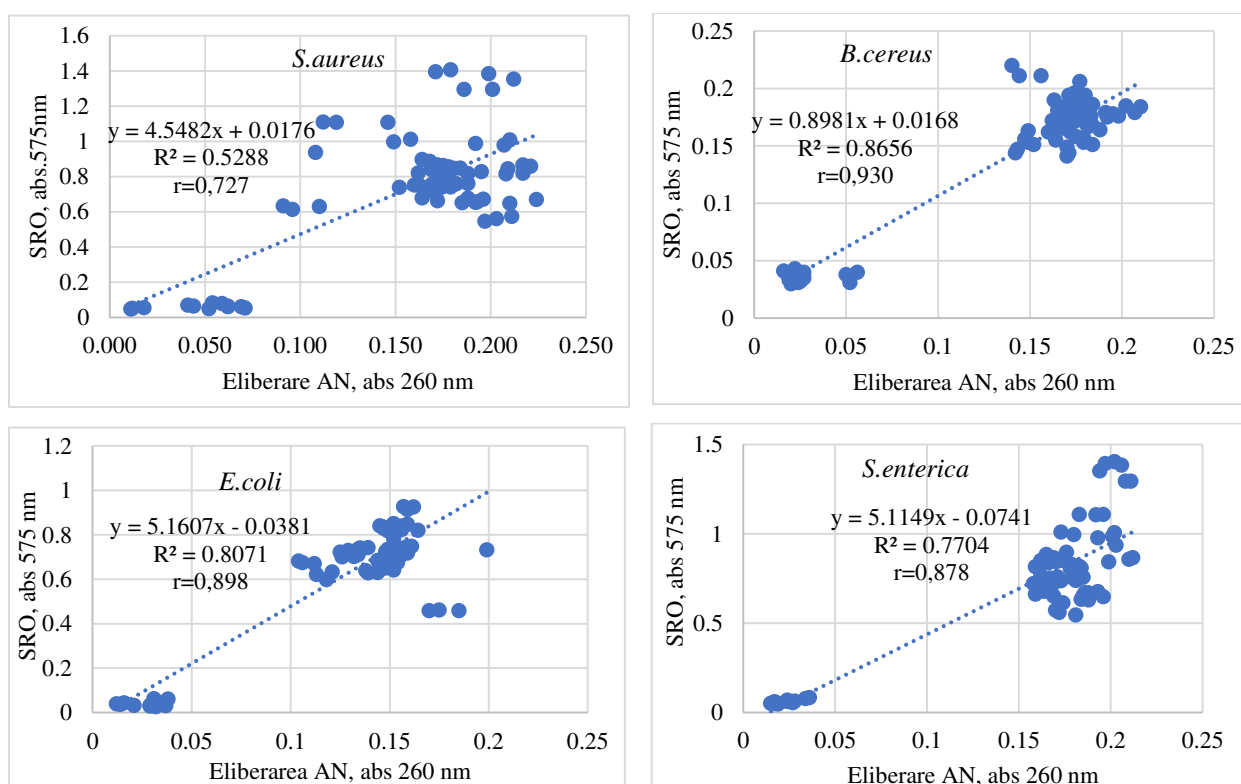 S.aureus
y = 4.5482x + 0.0176
R² = 0.5288
r=0,727
SRO, abs.575nm
1.6
1.4
1.2
1
0.8
0.6
0.4
0.2
0
0.000
0.050
0.100
0.150
0.200
0.250
Eliberare AN, abs 260 nm
B.cereus
y = 0.8981x + 0.0168
R² = 0.8656
r=0,930
SRO, abs 575 nm
0.25
0.2
0.15
0.1
0.05
0
0
0.05
0.1
0.15
0.2
0.25
Eliberarea AN, abs 260 nm
E.coli
y = 5.1607x - 0.0381
R² = 0.8071
r=0,898
SRO, abs 575 nm
1.2
1
0.8
0.6
0.4
0.2
0
0
0.05
0.1
0.15
0.2
0.25
Eliberarea AN, abs 260 nm
S.enterica
y = 5.1149x - 0.0741
R² = 0.7704
r=0,878
SRO, abs 575 nm
1.5
1
0.5
0
0
0.05
0.1
0.15
0.2
0.25
Eliberare AN, abs 260 nm